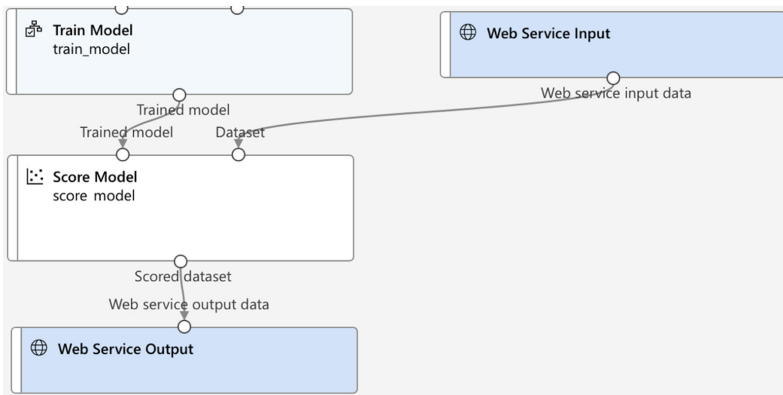 Train Model
train_model
Web Service Input
Trained model
Web service input data
Trained model
Dataset
Score Model
score model
Scored dataset
Web service output data
Web Service Output